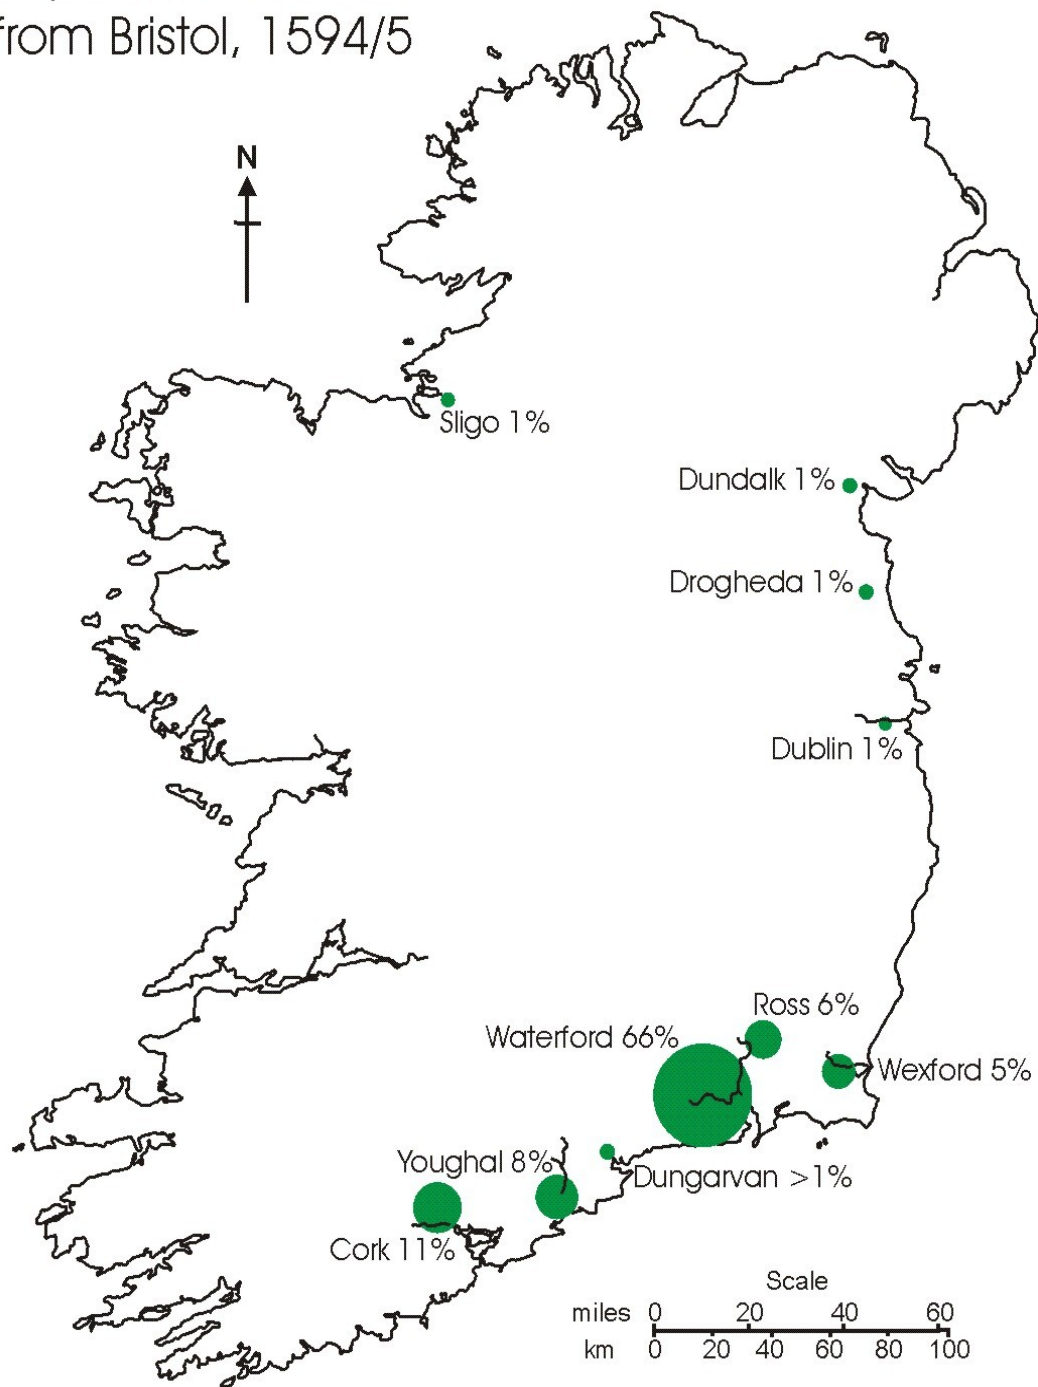 from Bristol, 1594/5
N
Sligo 1%
Dundalk 1%
Drogheda 1%
Dublin 1%
Ross 6%
Waterford 66%
Wexford 5%
Youghal 8%
Dungarvan >1%
Cork 11%
Scale
miles 0 20 40 60
km 0 20 40 60 80 100